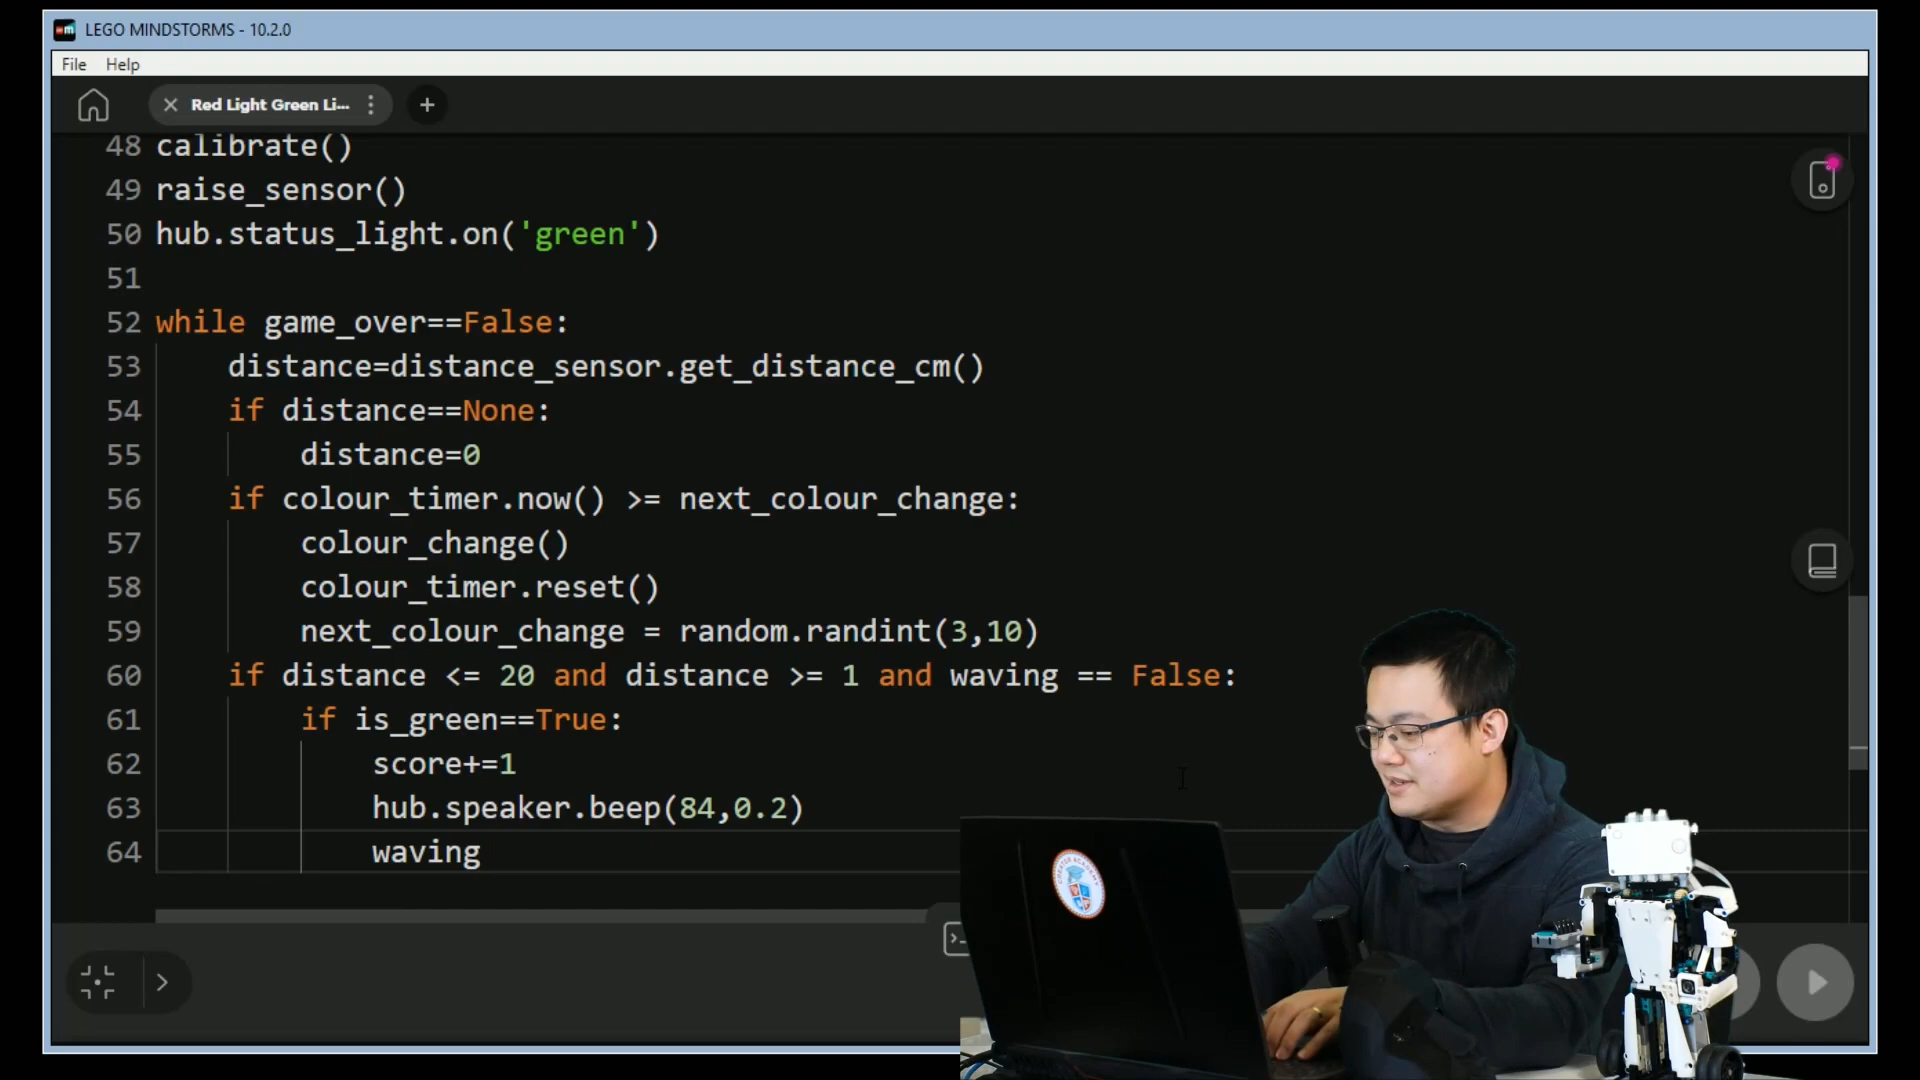 LEGO MINDSTORMS - 10.2.0
File Help
Red Light Green Li...
48 calibrate()
49 raise_sensor()
50 hub.status_light.on('green')
51
52 while game_over==False:
53 distance=distance_sensor.get_distance_cm()
54 if distance==None:
55 distance=0
56 if colour_timer.now() >= next_colour_change:
57 colour_change()
58 colour_timer.reset()
59 next_colour_change = random.randint(3,10)
60 if distance <= 20 and distance >= 1 and waving == False:
61 if is_green==True:
62 score+=1
63 hub.speaker.beep(84,0.2)
64 waving